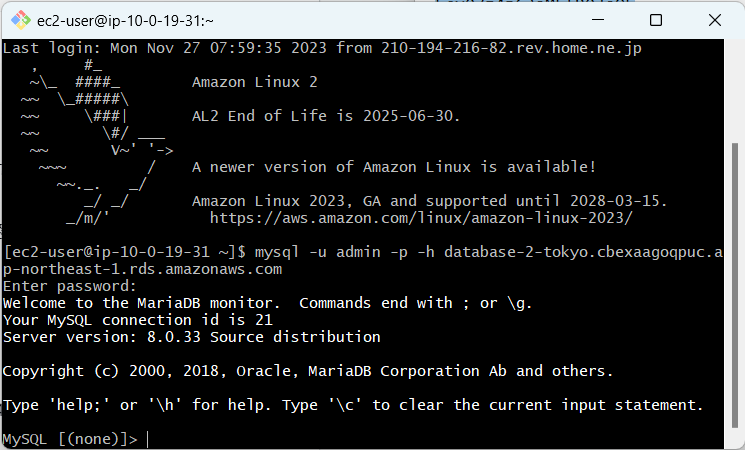 ec2-user@ip-10-0-19-31:~
Last login: Mon Nov 27 07:59:35 2023 from 210-194-216-82.rev.home.ne.jp
   ,     #_
   ~\_  ####_        Amazon Linux 2
  ~~  \_#####\
  ~~     \###|       AL2 End of Life is 2025-06-30.
  ~~       \#/ ___
   ~~       V~' '->
    ~~~         /    A newer version of Amazon Linux is available!
      ~~._.   _/
         _/ _/       Amazon Linux 2023, GA and supported until 2028-03-15.
       _/m/'           https://aws.amazon.com/linux/amazon-linux-2023/
[ec2-user@ip-10-0-19-31 ~]$ mysql -u admin -p -h database-2-tokyo.cbexaagoqpuc.a
p-northeast-1.rds.amazonaws.com
Enter password:
Welcome to the MariaDB monitor.  Commands end with ; or \g.
Your MySQL connection id is 21
Server version: 8.0.33 Source distribution
Copyright (c) 2000, 2018, Oracle, MariaDB Corporation Ab and others.
Type 'help;' or '\h' for help. Type '\c' to clear the current input statement.
MySQL [(none)]>